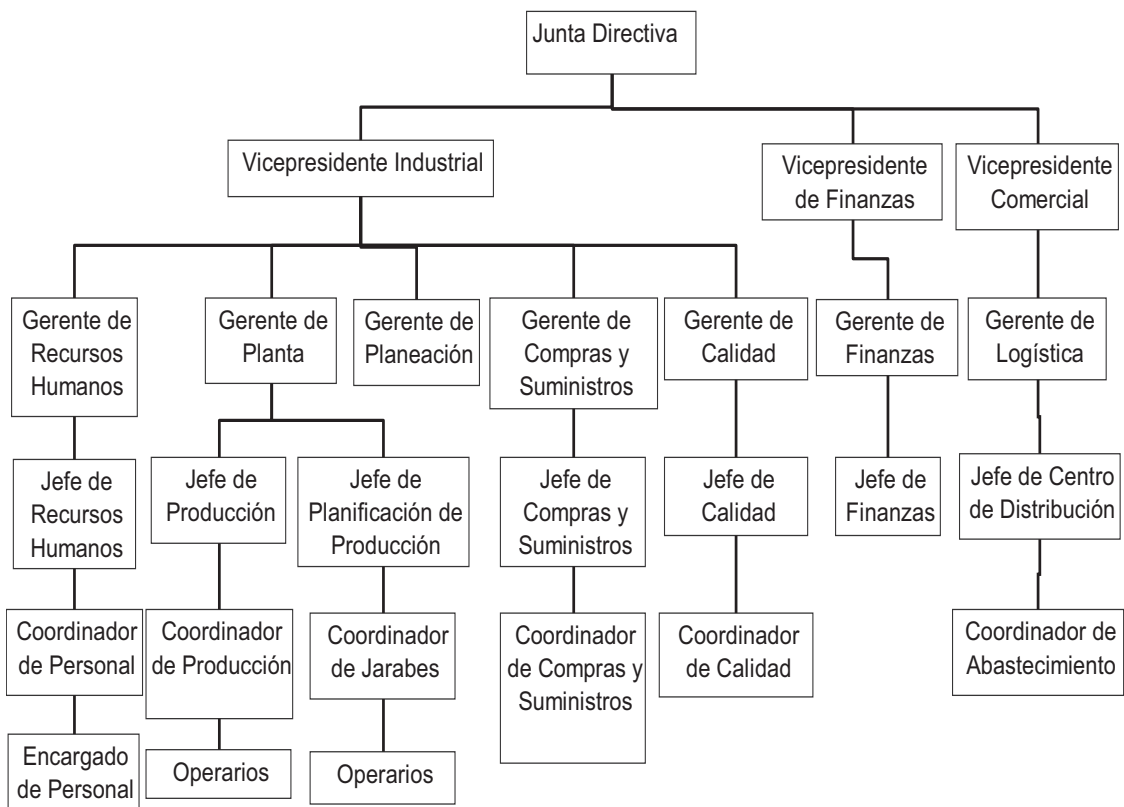 Junta Directiva
Vicepresidente Industrial
Vicepresidente
de Finanzas
Vicepresidente
Comercial
Gerente de
Recursos
Humanos
Gerente de
Planta
Gerente de
Planeación
Gerente de
Compras y
Suministros
Gerente de
Calidad
Gerente de
Finanzas
Gerente de
Logística
Jefe de
Recursos
Humanos
Jefe de
Producción
Jefe de
Planificación de
Producción
Jefe de
Compras y
Suministros
Jefe de
Calidad
Jefe de
Finanzas
Jefe de Centro
de Distribución
Coordinador
de Personal
Coordinador
de Producción
Coordinador
de Jarabes
Coordinador
de Compras y
Suministros
Coordinador
de Calidad
Coordinador de
Abastecimiento
Encargado
de Personal
Operarios
Operarios